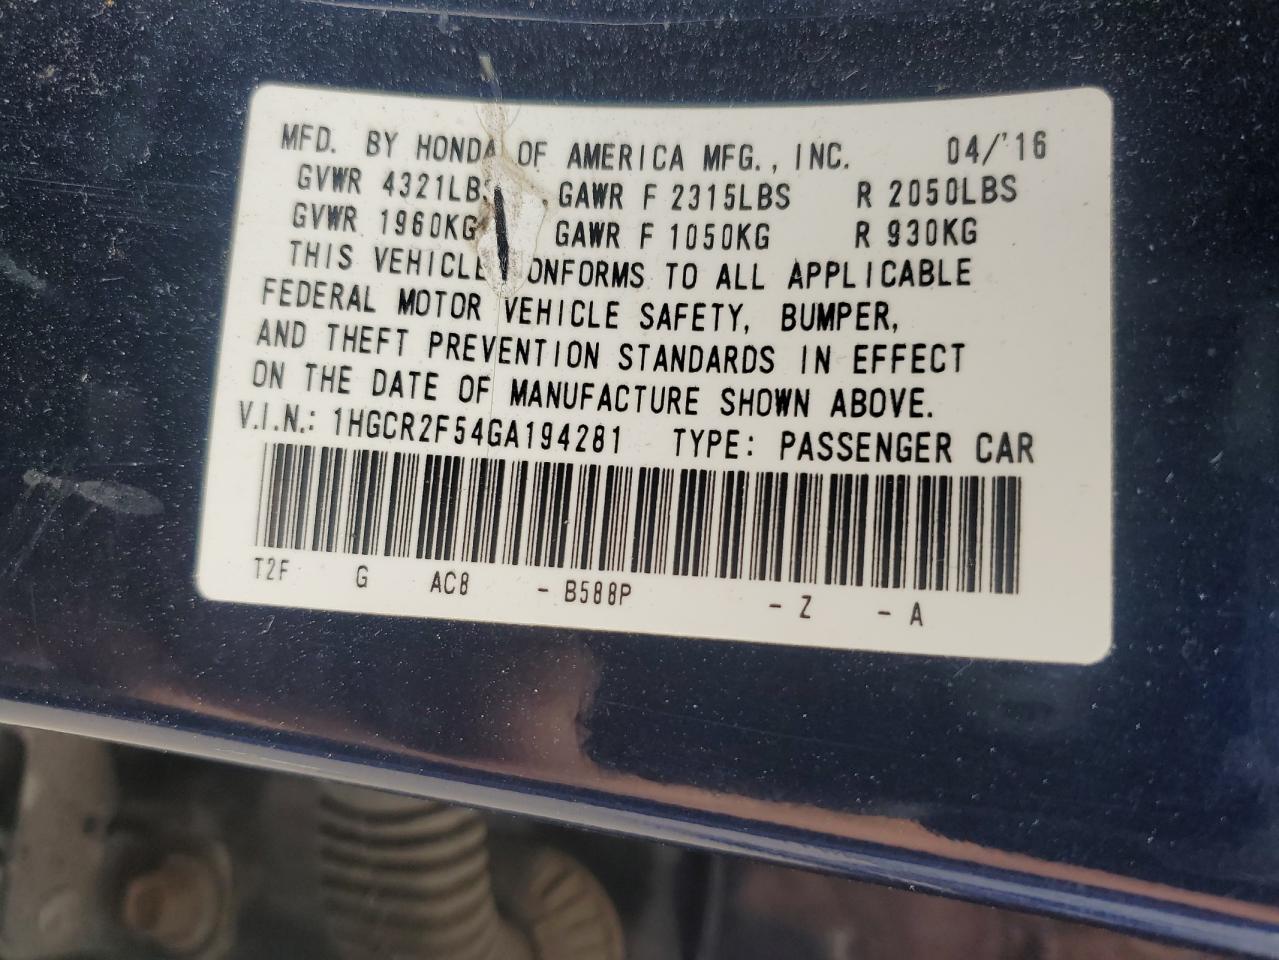 MFD. BY HONDA OF AMERICA MFG., INC. 04/'16
GVWR 4321LBS GAWR F 2315LBS R 2050LBS
GVWR 1960KG GAWR F 1050KG R 930KG
THIS VEHICLE CONFORMS TO ALL APPLICABLE
FEDERAL MOTOR VEHICLE SAFETY, BUMPER,
AND THEFT PREVENTION STANDARDS IN EFFECT
ON THE DATE OF MANUFACTURE SHOWN ABOVE.
V.I.N.: 1HGCR2F54GA194281 TYPE: PASSENGER CAR
T2F G AC8 - B588P - Z - A